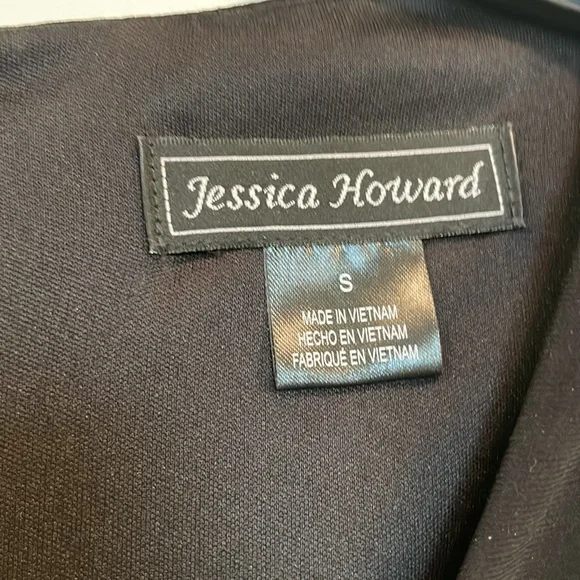 Jessica Howard
S
MADE IN VIETNAM
HECHO EN VIETNAM
FABRIQUÉ EN VIETNAM